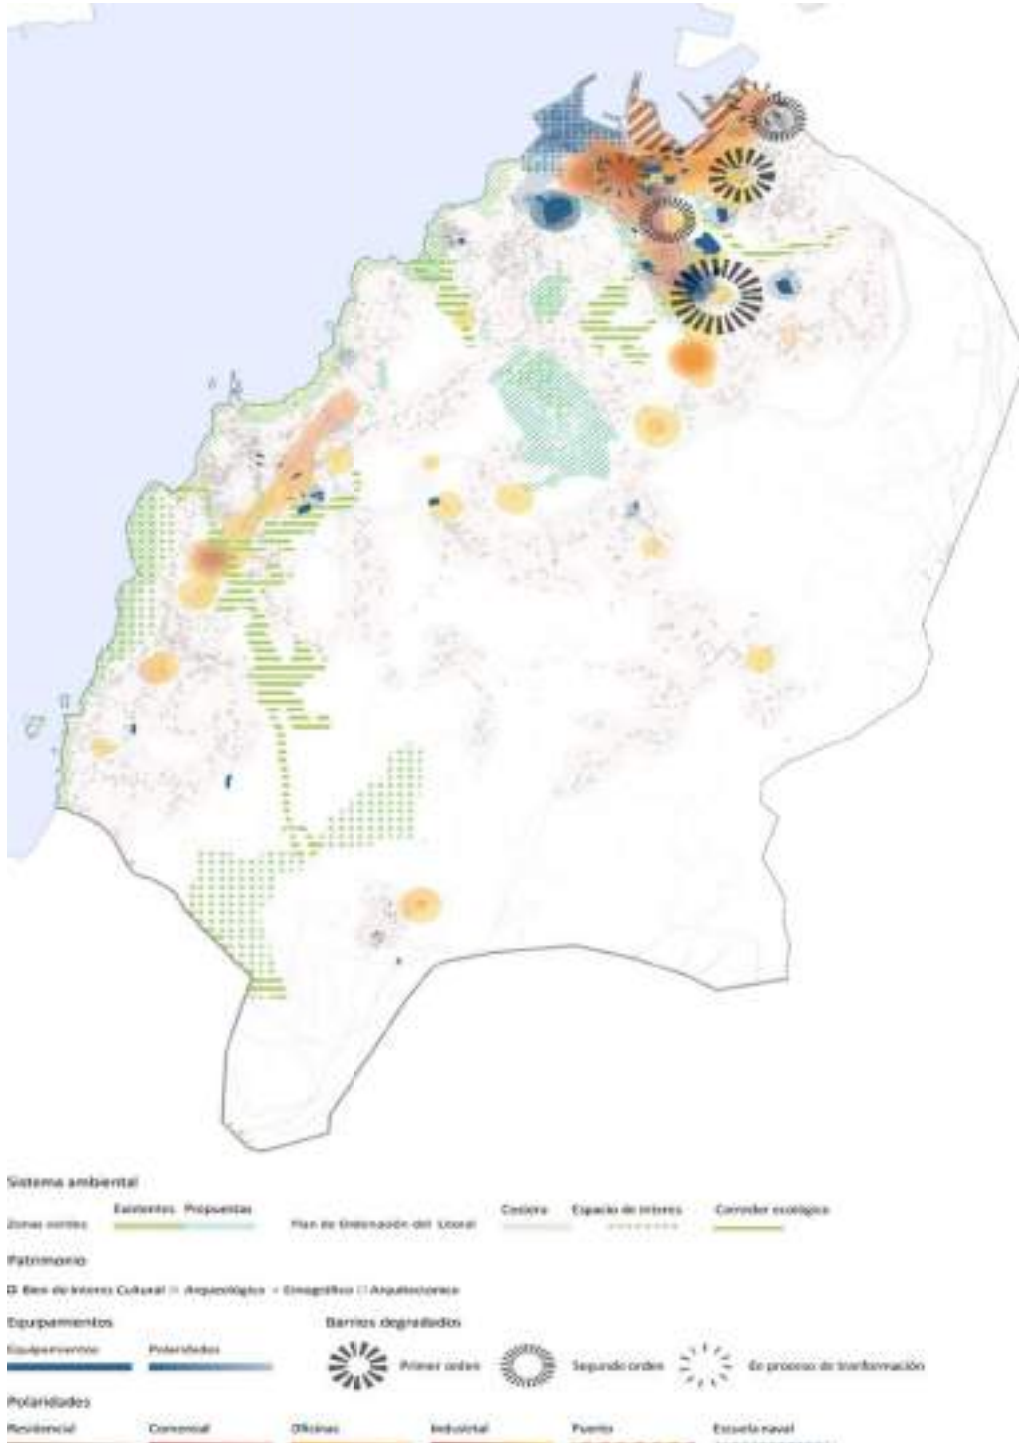 Sistema ambiental
Existentes Propuestas
Zonas verdes Plan de Ordenación del Litoral Costera Espacio de interes Corredor ecológico
Patrimonio
Bien de Interes Cultural Arqueológico Etnográfico Arquitectonico
Equipamientos Barrios degradados
Equipamientos Polaridades
Primer orden Segundo orden En proceso de tranformación
Polaridades
Residencial Comercial Oficinas Industrial Puerto Escuela naval